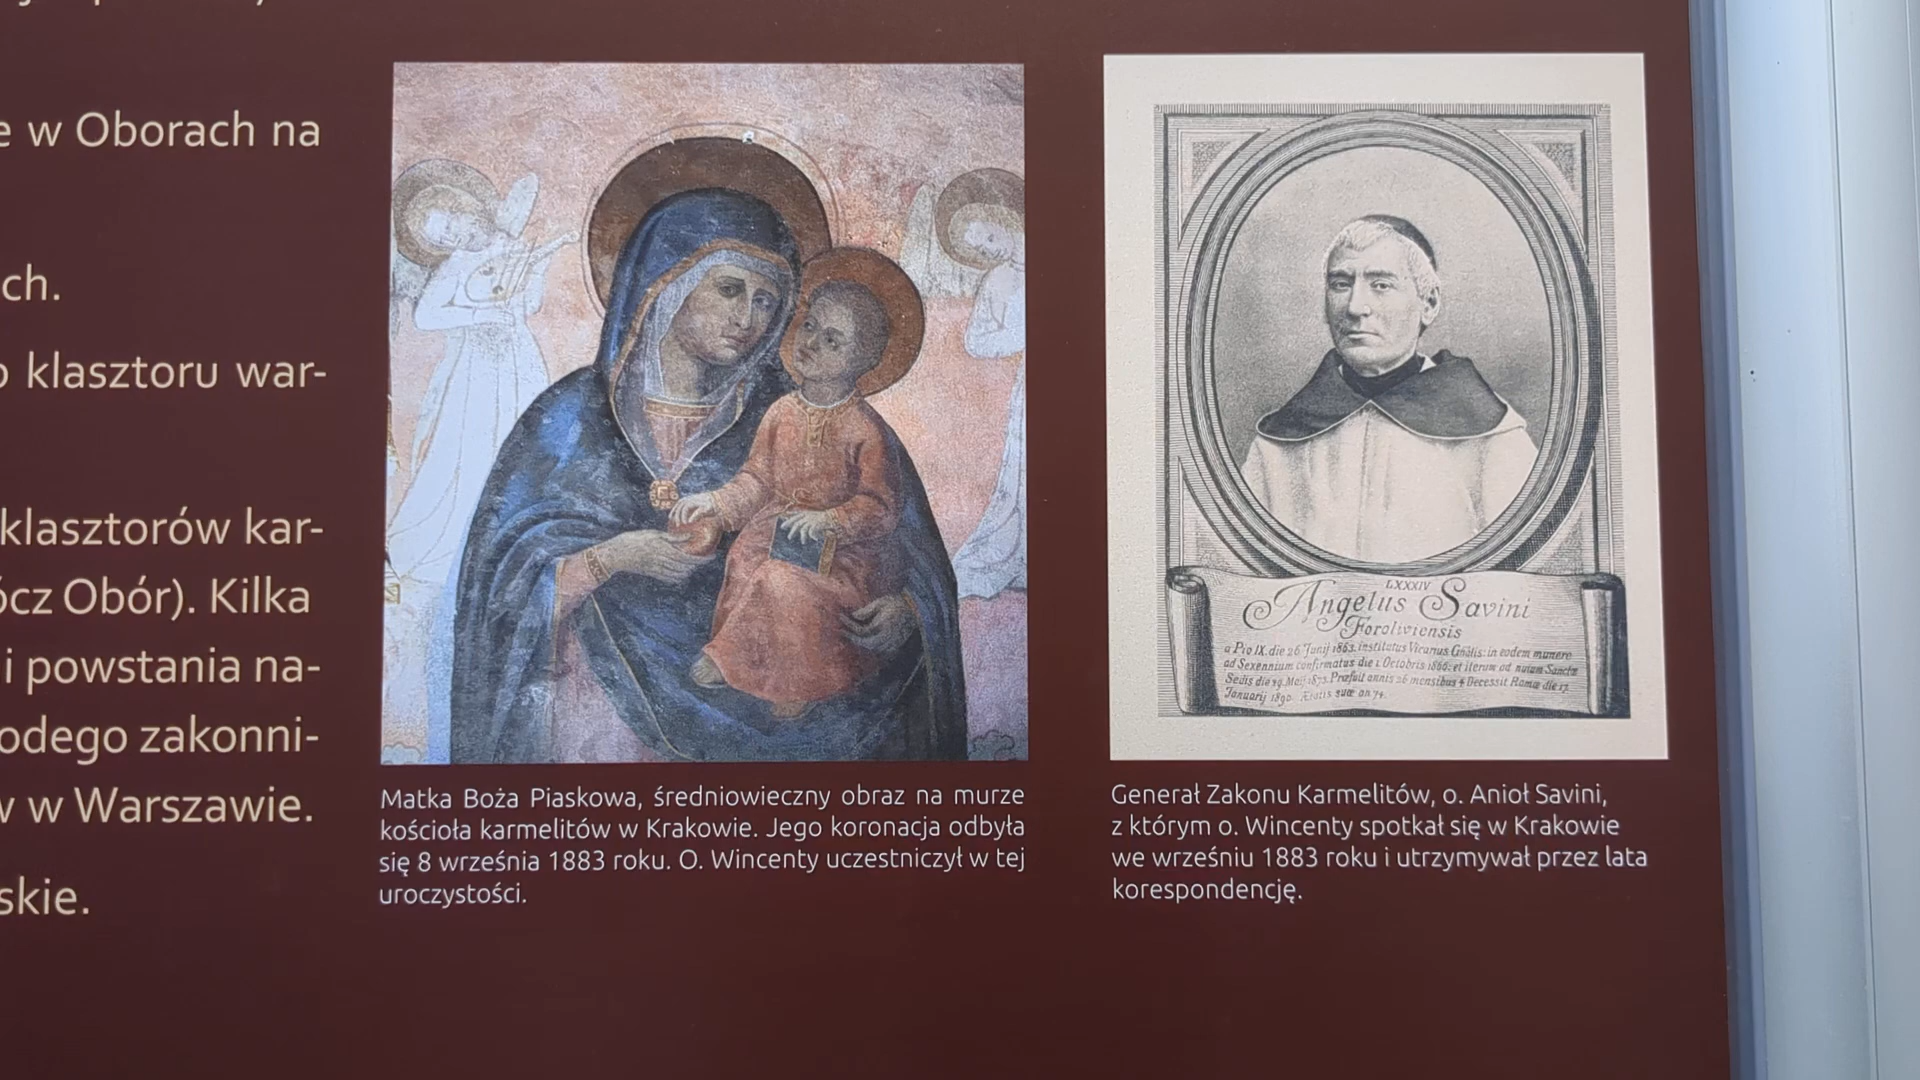 e w Oborach na
ch.
o klasztoru war-
klasztorów kar-
ócz Obór). Kilka
i powstania na-
odego zakonni-
w w Warszawie.
skie.
Matka Boża Piaskowa, średniowieczny obraz na murze
kościoła karmelitów w Krakowie. Jego koronacja odbyła
się 8 września 1883 roku. O. Wincenty uczestniczył w tej
uroczystości.
LXXXIV
Angelus Savini
Foroliviensis
a Pio IX. die 26 Junij 1863. institutus Vicarius Gnãlis: in eodem munere
ad Sexennium confirmatus die 1. Octobris 1866: et iterum ad nutum Sanctæ
Sedis die Maij. Præfuit annis 26 mensibus 4 Decessit Romæ die 17
Januarij 1890. Ætatis suæ an 74.
Generał Zakonu Karmelitów, o. Anioł Savini,
z którym o. Wincenty spotkał się w Krakowie
we wrześniu 1883 roku i utrzymywał przez lata
korespondencję.